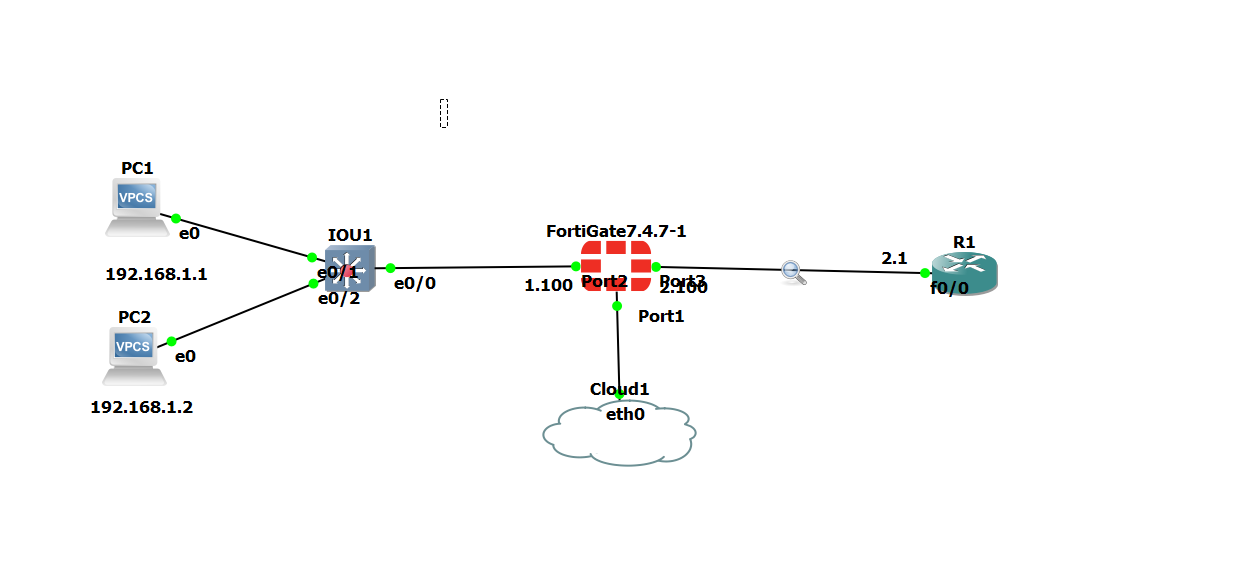 PC1
VPCS
e0
192.168.1.1
PC2
VPCS
e0
192.168.1.2
IOU1
e0/1
e0/2
e0/0
FortiGate7.4.7-1
1.100
Port2
Port3
2.100
Port1
Cloud1
eth0
R1
2.1
f0/0